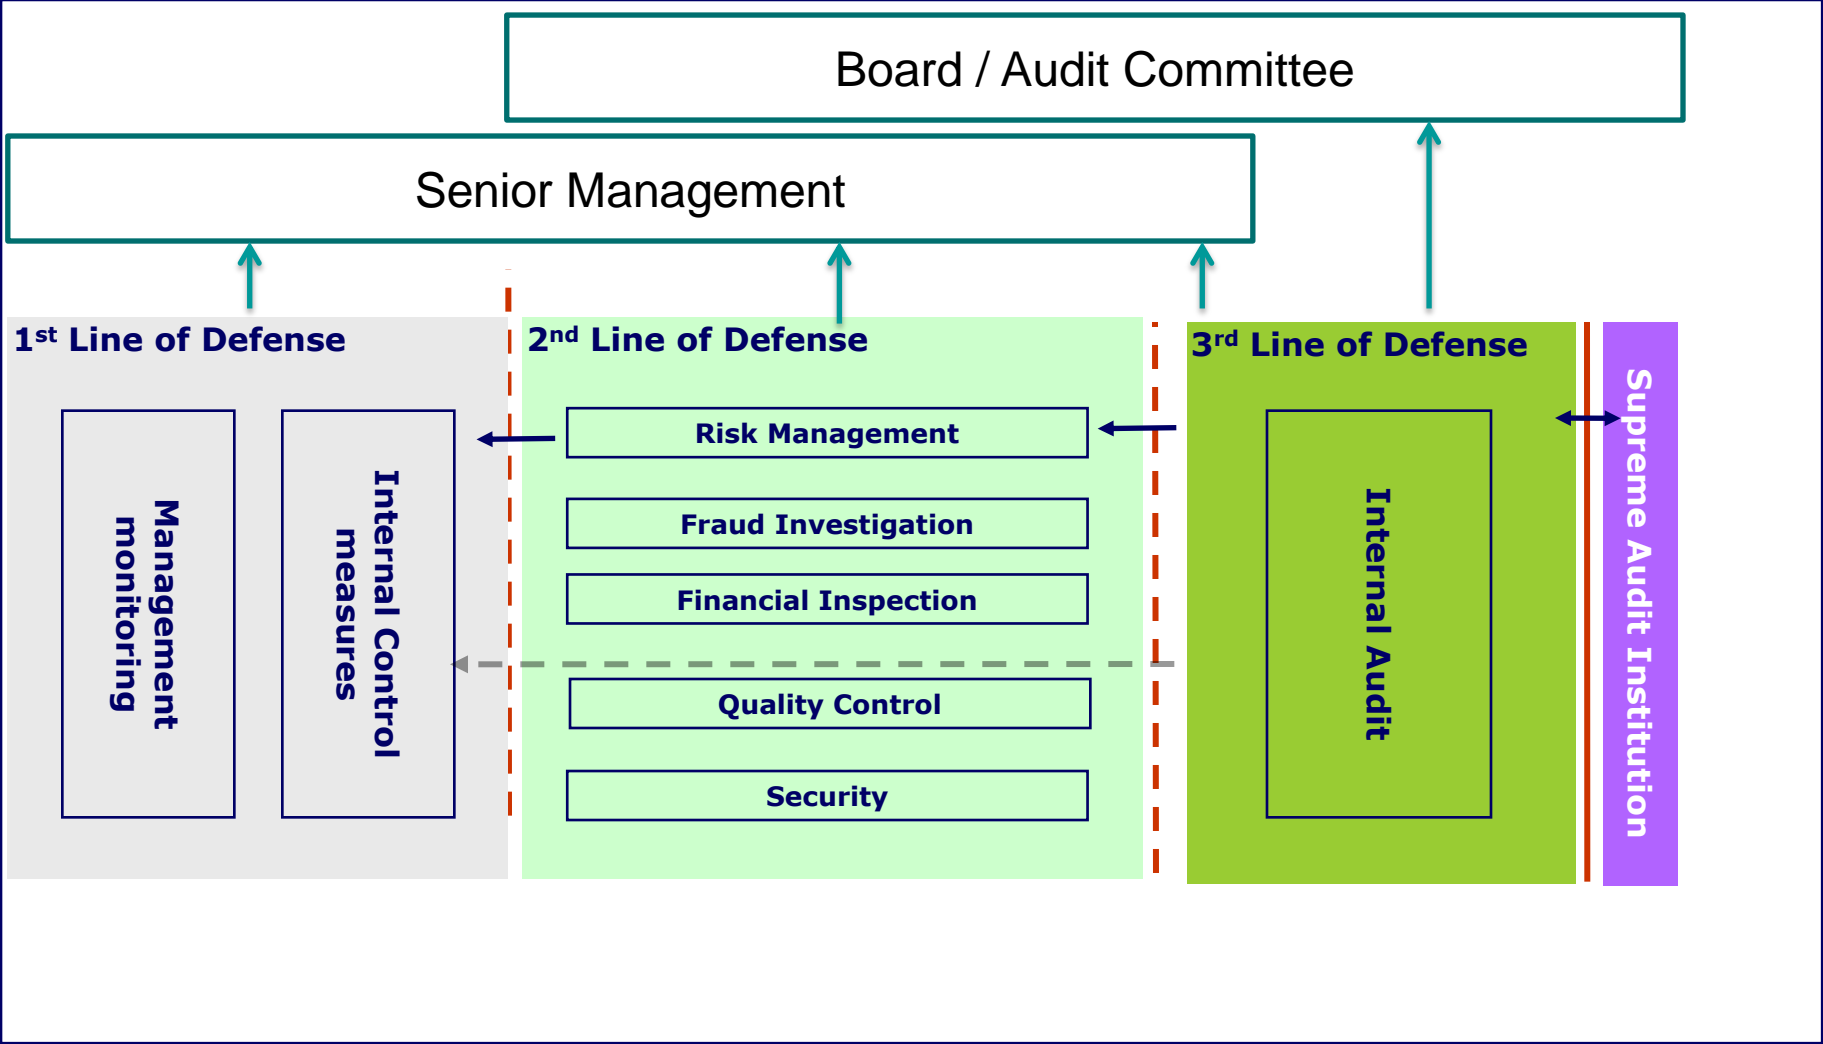 Board / Audit Committee
Senior Management
1st Line of Defense
Management
monitoring
Internal Control
measures
2nd Line of Defense
Risk Management
Fraud Investigation
Financial Inspection
Quality Control
Security
3rd Line of Defense
Internal Audit
Supreme Audit Institution